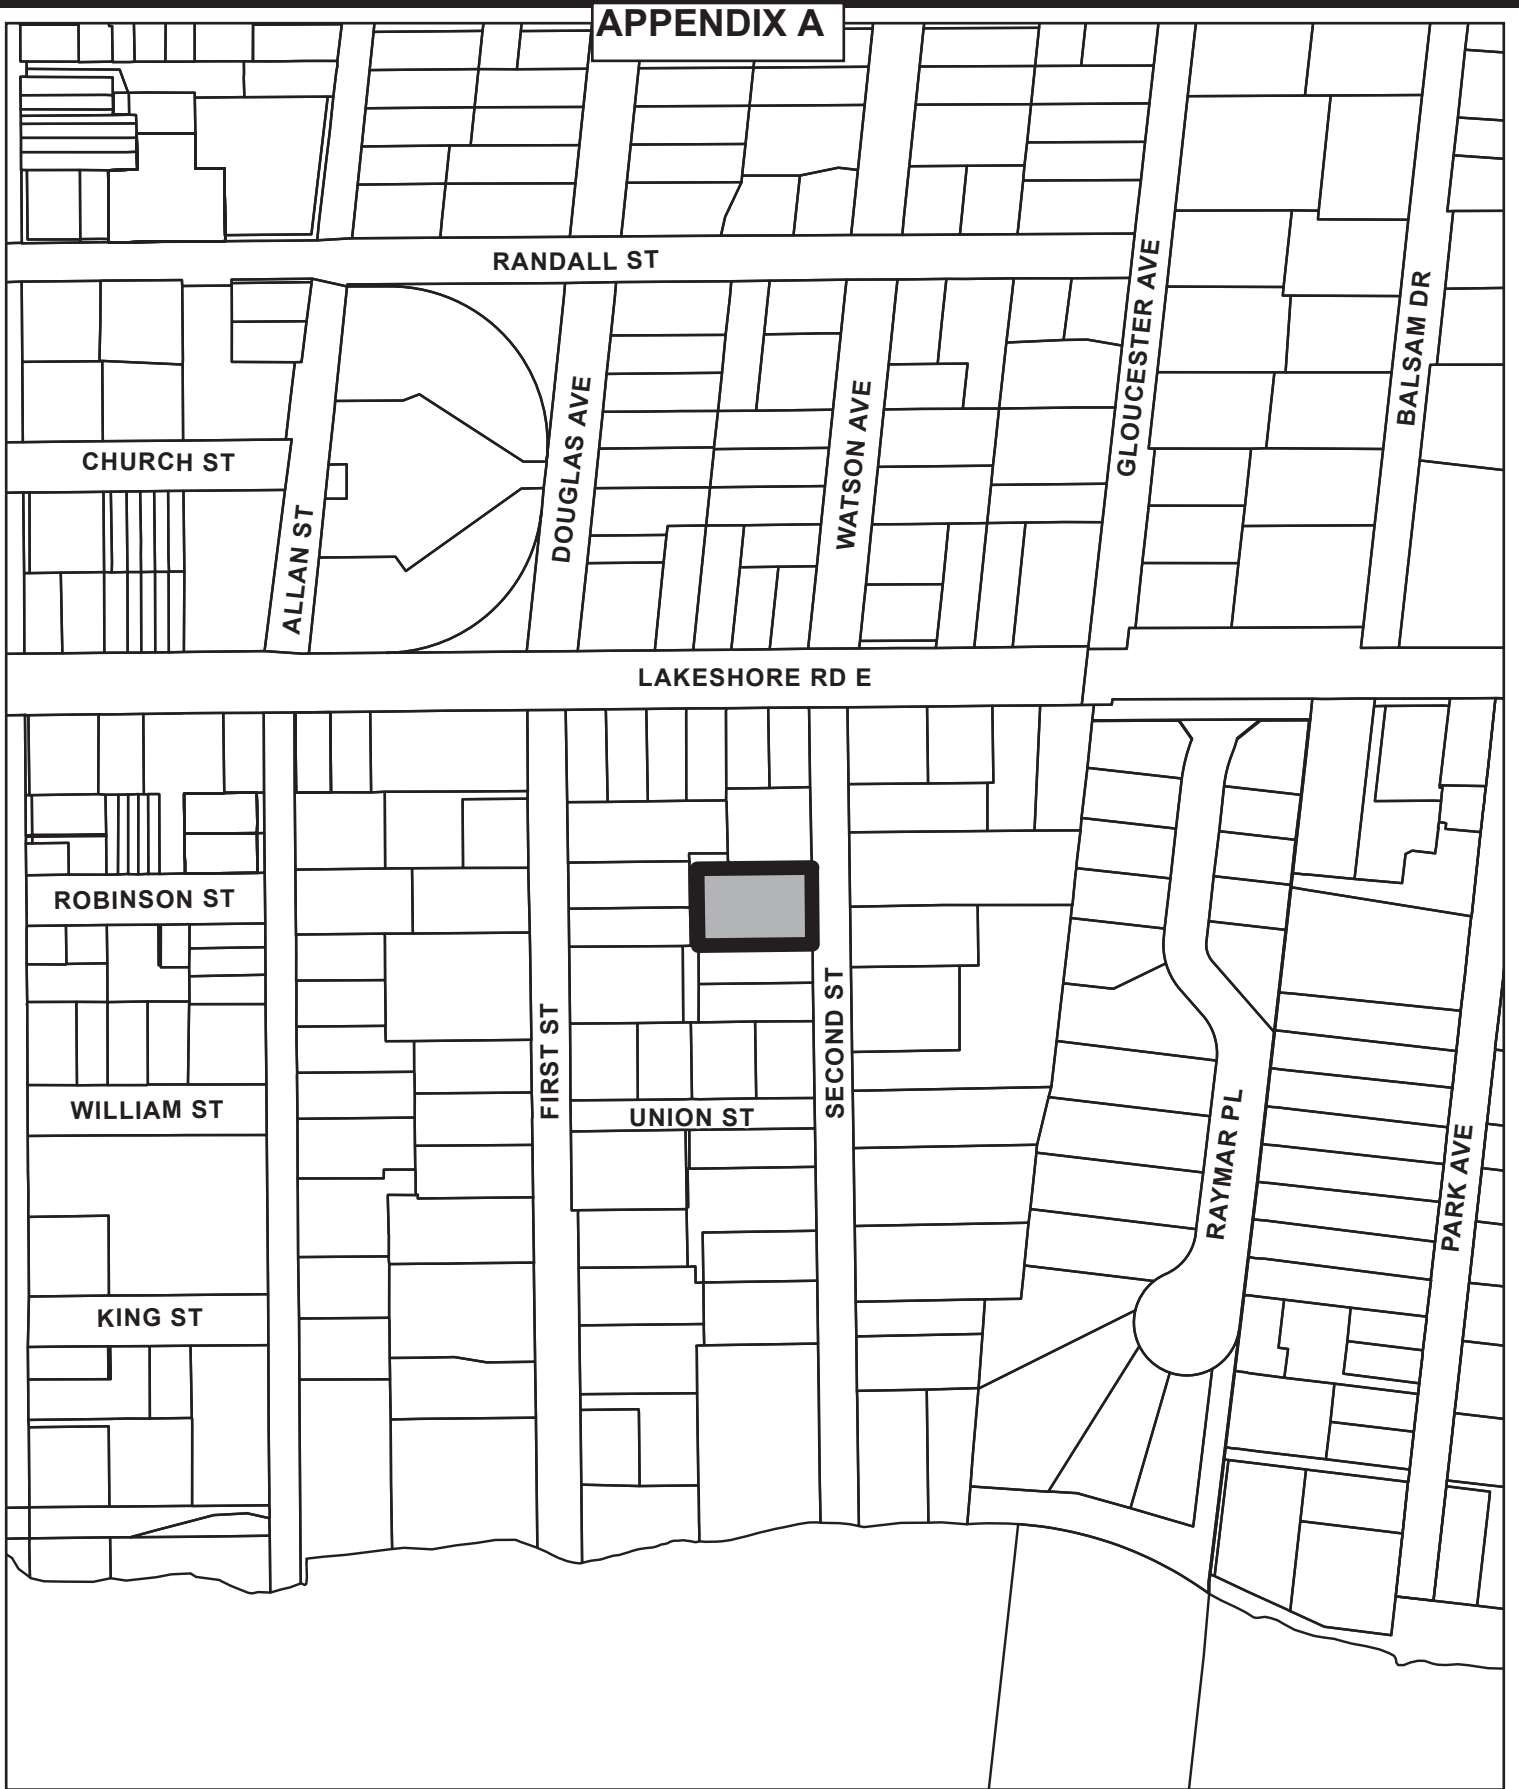 APPENDIX A
RANDALL ST
GLOUCESTER AVE
BALSAM DR
DOUGLAS AVE
WATSON AVE
CHURCH ST
ALLAN ST
LAKESHORE RD E
ROBINSON ST
FIRST ST
SECOND ST
WILLIAM ST
UNION ST
RAYMAR PL
PARK AVE
KING ST